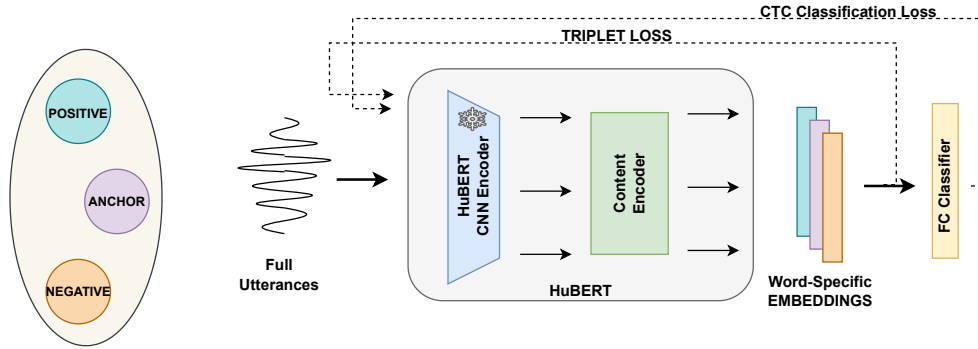 CTC Classification Loss
TRIPLET LOSS
POSITIVE
ANCHOR
NEGATIVE
Full
Utterances
HuBERT
CNN Encoder
Content
Encoder
HuBERT
Word-Specific
EMBEDDINGS
FC Classifier